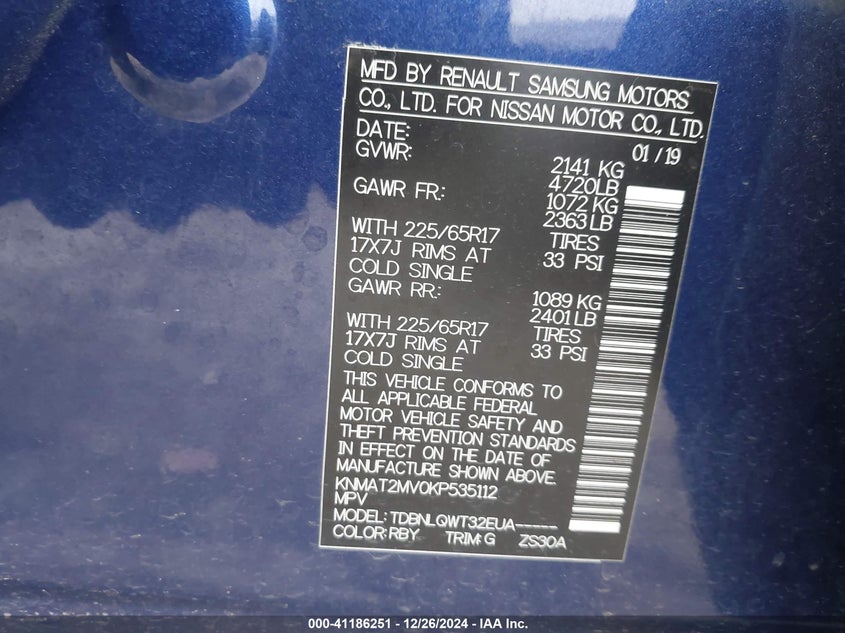 MFD BY RENAULT SAMSUNG MOTORS
CO., LTD. FOR NISSAN MOTOR CO., LTD.
DATE: 01/19
GVWR: 2141 KG
4720LB
GAWR FR.: 1072 KG
2363LB
WITH 225/65R17 TIRES
17X7J RIMS AT 33 PSI
COLD SINGLE
GAWR RR.: 1089 KG
2401LB
WITH 225/65R17 TIRES
17X7J RIMS AT 33 PSI
COLD SINGLE
THIS VEHICLE CONFORMS TO
ALL APPLICABLE FEDERAL
MOTOR VEHICLE SAFETY AND
THEFT PREVENTION STANDARDS
IN EFFECT ON THE DATE OF
MANUFACTURE SHOWN ABOVE.
KNMAT2MV0KP535112
MPV
MODEL: TDBNLQWT32EUA-----
COLOR: RBY TRIM: G ZS30A
000-41186251 - 12/26/2024 - IAA Inc.